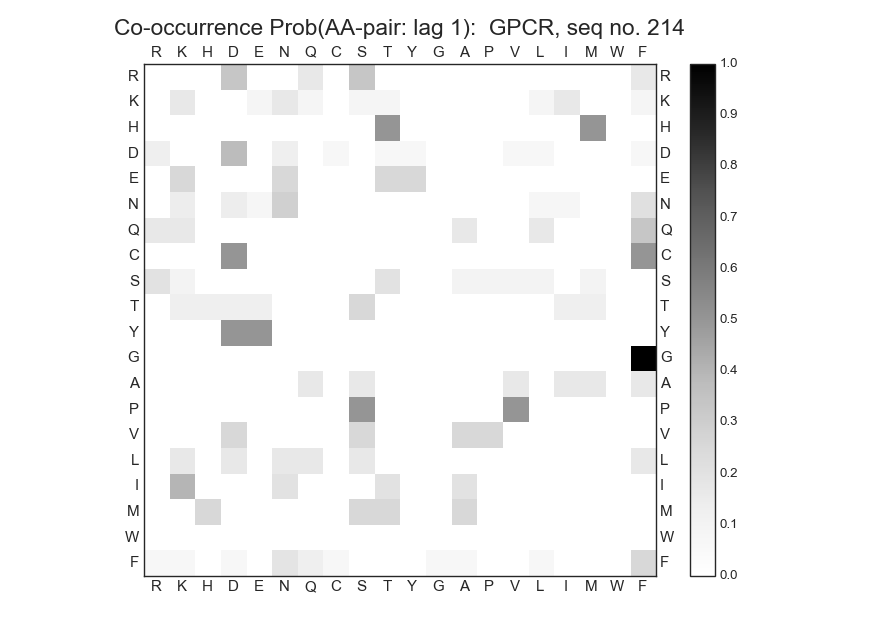 Co-occurrence Prob(AA-pair: lag 1):  GPCR, seq no. 214
R K H D E N Q C S T Y G A P V L I M W F
R R 1.0
K K 0.9
H H 0.8
D D
E E 0.7
N N
Q Q 0.6
C C
S S 0.5
T T
Y Y 0.4
G G
A A 0.3
P P
V V 0.2
L L
I I 0.1
M M
W W
F F 0.0
R K H D E N Q C S T Y G A P V L I M W F